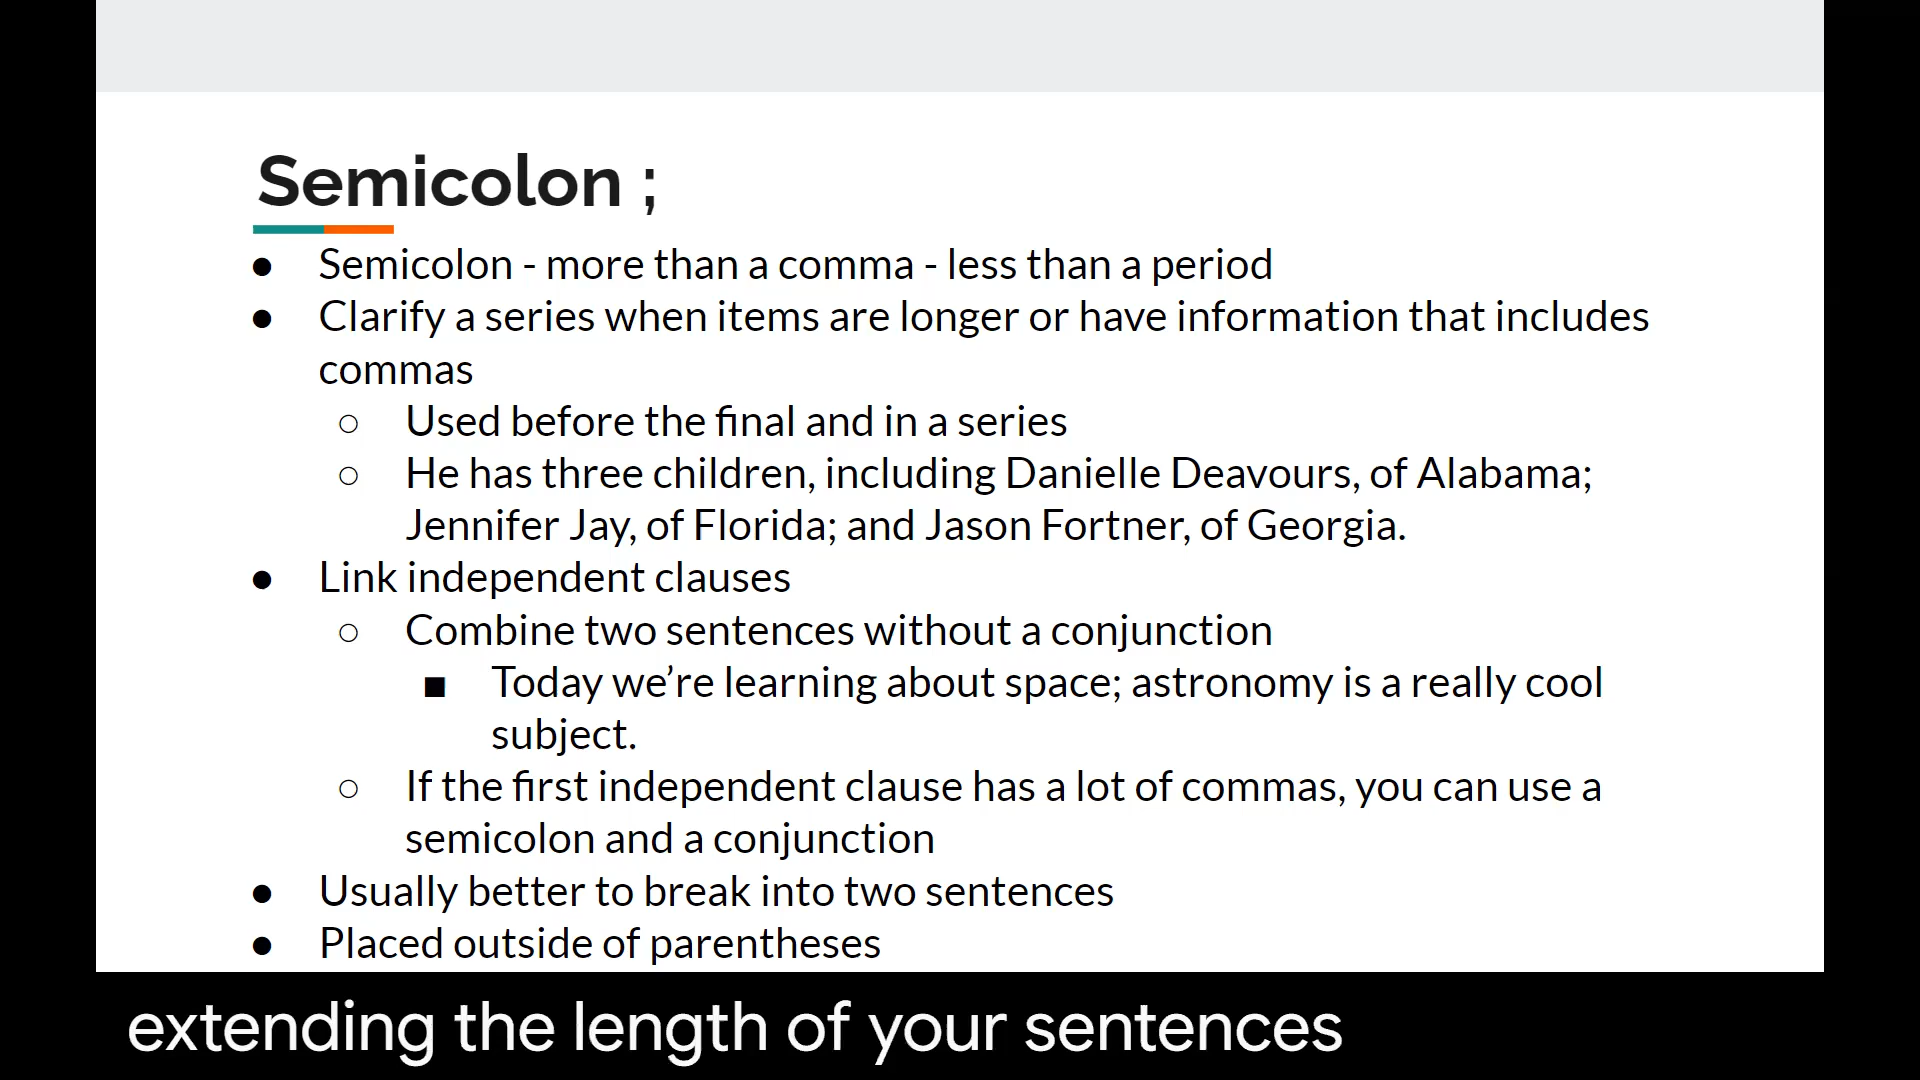 Semicolon ;
● Semicolon - more than a comma - less than a period
● Clarify a series when items are longer or have information that includes
commas
○ Used before the final and in a series
○ He has three children, including Danielle Deavours, of Alabama;
Jennifer Jay, of Florida; and Jason Fortner, of Georgia.
● Link independent clauses
○ Combine two sentences without a conjunction
■ Today we’re learning about space; astronomy is a really cool
subject.
○ If the first independent clause has a lot of commas, you can use a
semicolon and a conjunction
● Usually better to break into two sentences
● Placed outside of parentheses
extending the length of your sentences